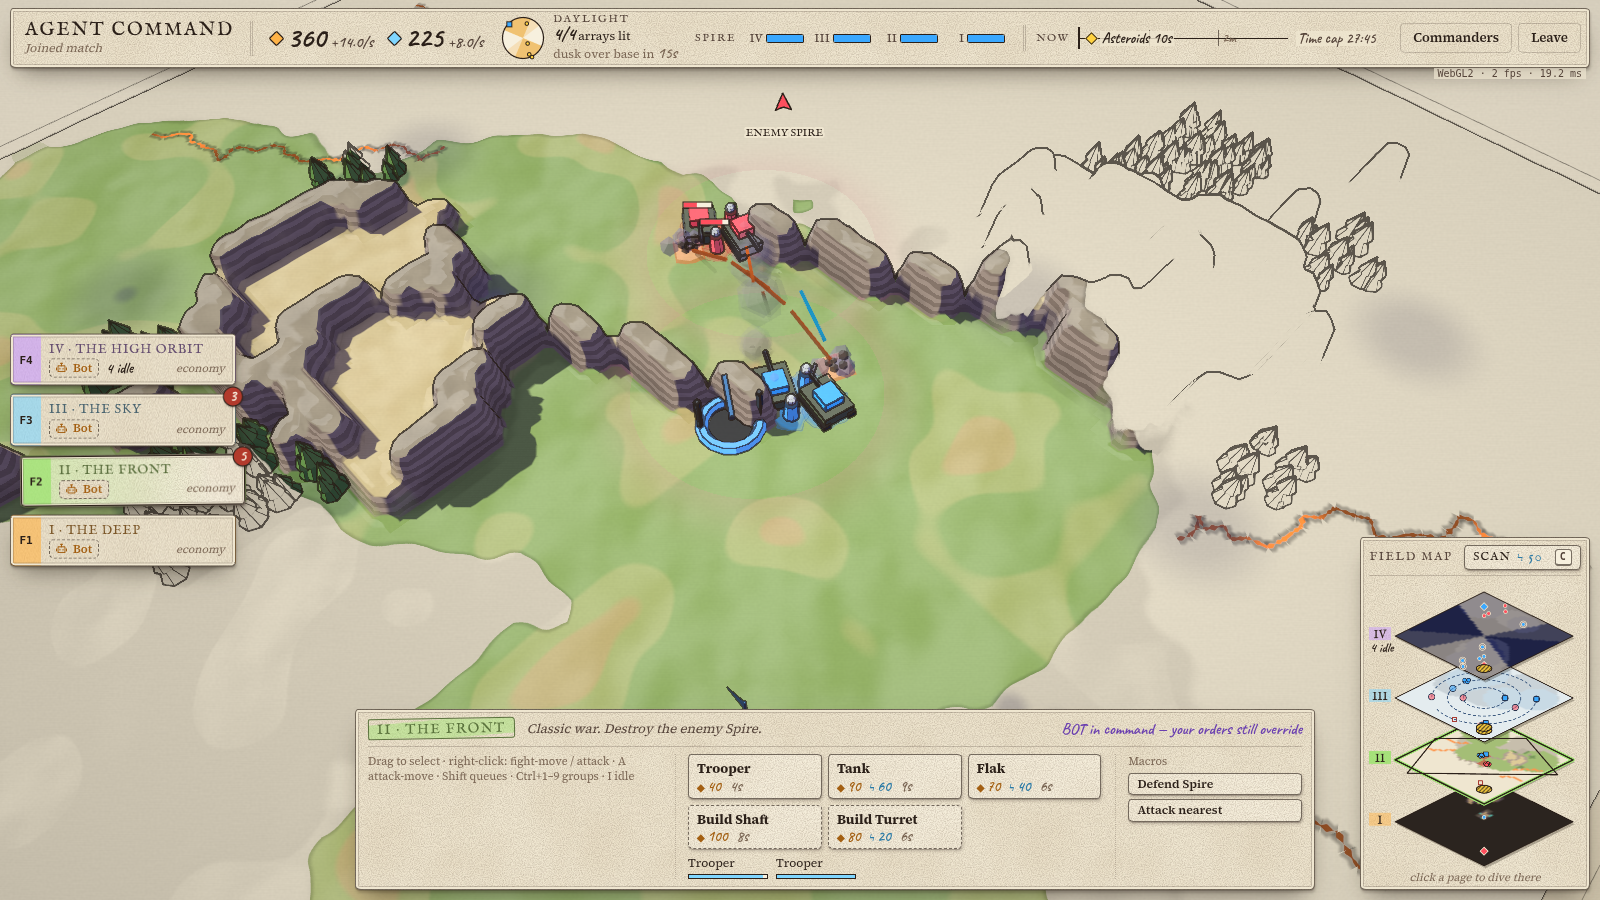 AGENT COMMAND
Joined match
360 +14.0/s
225 +8.0/s
DAYLIGHT
4/4 arrays lit
dusk over base in 15s
SPIRE IV III II I
NOW Asteroids 10s 2m Time cap 27:45
Commanders
Leave
WebGL2 · 2 fps · 19.2 ms
ENEMY SPIRE
F4 IV · THE HIGH ORBIT
Bot 4 idle economy
3
F3 III · THE SKY
Bot economy
5
F2 II · THE FRONT
Bot economy
F1 I · THE DEEP
Bot economy
II · THE FRONT
Classic war. Destroy the enemy Spire.
BOT in command — your orders still override
Drag to select · right-click: fight-move / attack · A
attack-move · Shift queues · Ctrl+1–9 groups · I idle
Trooper
40 4s
Tank
90 60 9s
Flak
70 40 6s
Build Shaft
100 8s
Build Turret
80 20 6s
Trooper Trooper
Macros
Defend Spire
Attack nearest
FIELD MAP
SCAN 50 C
IV
4 idle
III
II
I
click a page to dive there